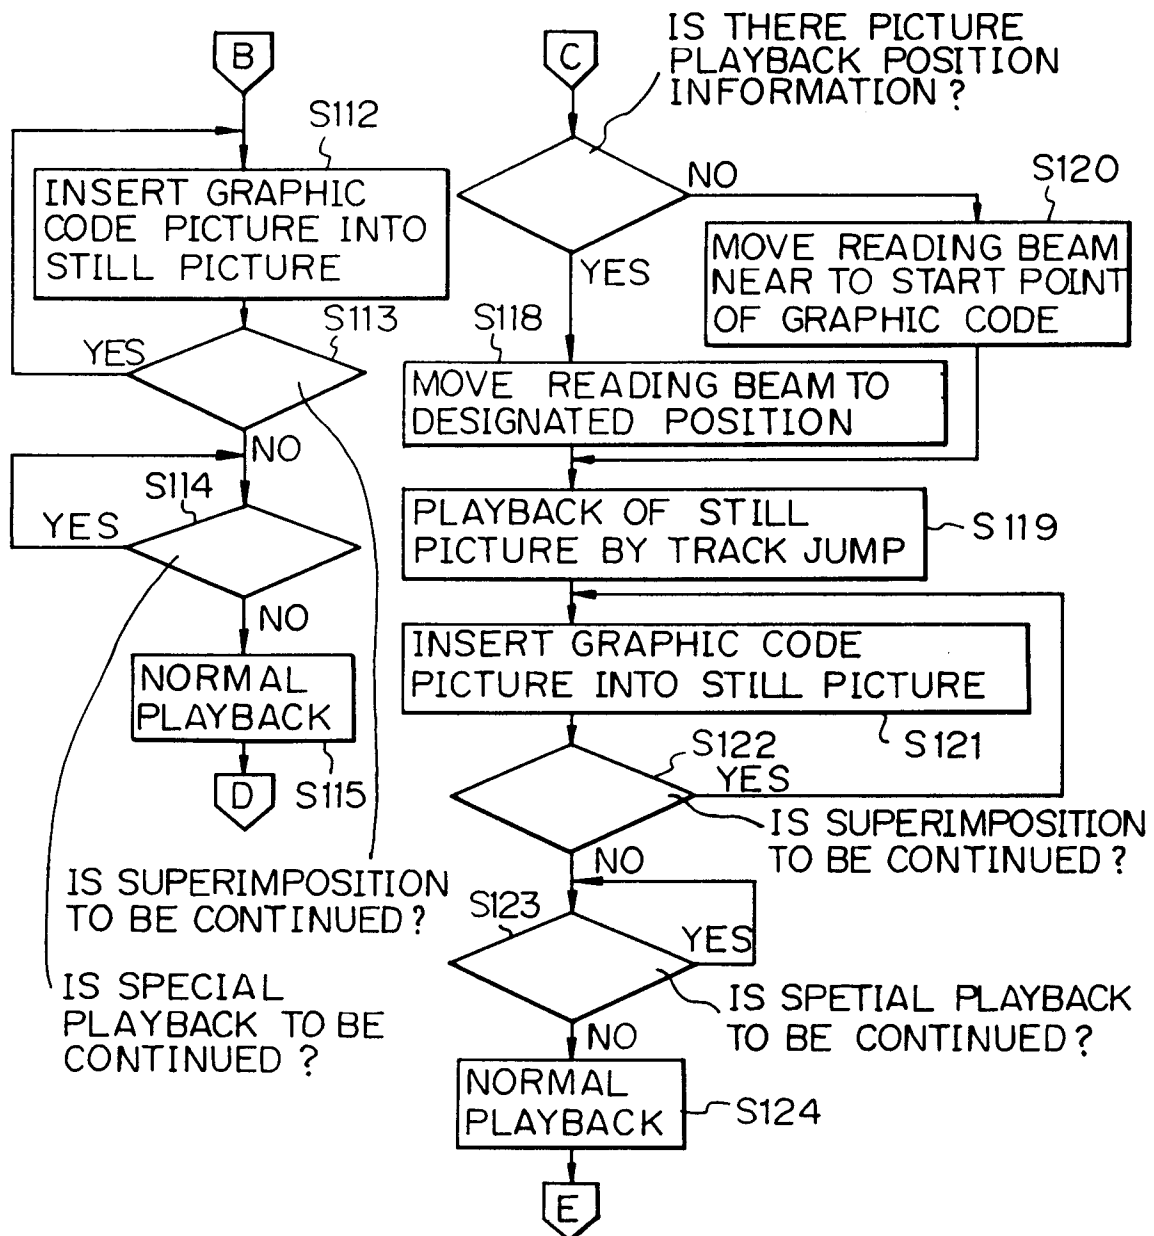 B
S112
INSERT GRAPHIC
CODE PICTURE INTO
STILL PICTURE
S113
YES
NO
S114
YES
NO
NORMAL
PLAYBACK
S115
D
IS SUPERIMPOSITION
TO BE CONTINUED?
IS SPECIAL
PLAYBACK TO BE
CONTINUED?
C
IS THERE PICTURE
PLAYBACK POSITION
INFORMATION?
NO
S120
MOVE READING BEAM
NEAR TO START POINT
OF GRAPHIC CODE
YES
S118
MOVE READING BEAM TO
DESIGNATED POSITION
PLAYBACK OF STILL
PICTURE BY TRACK JUMP
S119
INSERT GRAPHIC CODE
PICTURE INTO STILL PICTURE
S121
S122
YES
IS SUPERIMPOSITION
TO BE CONTINUED?
NO
S123
YES
IS SPETIAL PLAYBACK
TO BE CONTINUED?
NO
NORMAL
PLAYBACK
S124
E